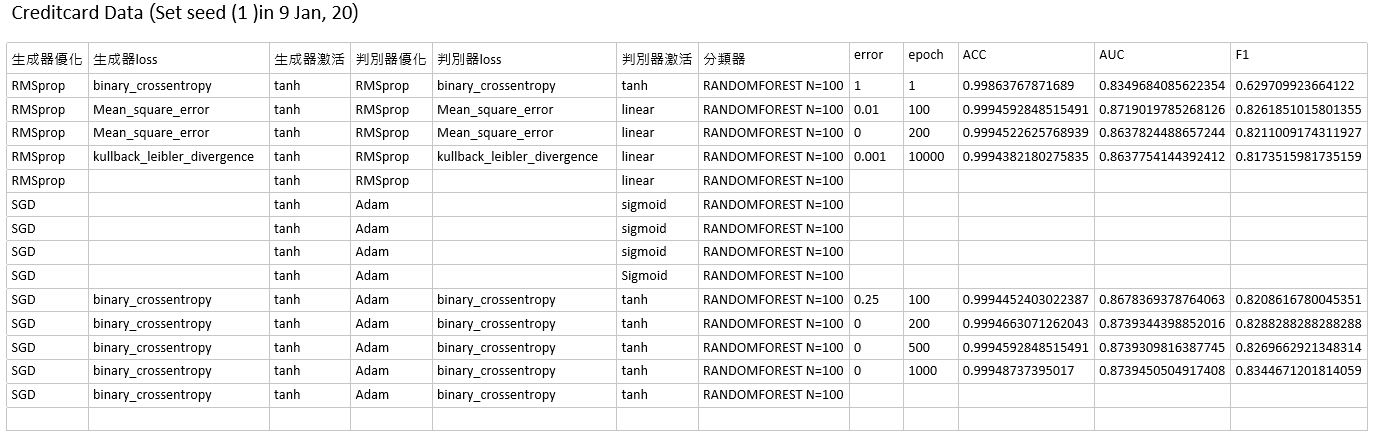 Creditcard Data (Set seed (1 )in 9 Jan, 20)
生成器優化 生成器loss 生成器激活 判別器優化 判別器loss 判別器激活 分類器 error epoch ACC AUC F1
RMSprop binary_crossentropy tanh RMSprop binary_crossentropy tanh RANDOMFOREST N=100 1 1 0.99863767871689 0.8349684085622354 0.629709923664122
RMSprop Mean_square_error tanh RMSprop Mean_square_error linear RANDOMFOREST N=100 0.01 100 0.9994592848515491 0.8719019785268126 0.8261851015801355
RMSprop Mean_square_error tanh RMSprop Mean_square_error linear RANDOMFOREST N=100 0 200 0.9994522625768939 0.8637824488657244 0.8211009174311927
RMSprop kullback_leibler_divergence tanh RMSprop kullback_leibler_divergence linear RANDOMFOREST N=100 0.001 10000 0.9994382180275835 0.8637754144392412 0.8173515981735159
RMSprop tanh RMSprop linear RANDOMFOREST N=100
SGD tanh Adam sigmoid RANDOMFOREST N=100
SGD tanh Adam sigmoid RANDOMFOREST N=100
SGD tanh Adam sigmoid RANDOMFOREST N=100
SGD tanh Adam Sigmoid RANDOMFOREST N=100
SGD binary_crossentropy tanh Adam binary_crossentropy tanh RANDOMFOREST N=100 0.25 100 0.9994452403022387 0.8678369378764063 0.8208616780045351
SGD binary_crossentropy tanh Adam binary_crossentropy tanh RANDOMFOREST N=100 0 200 0.9994663071262043 0.8739344398852016 0.8288288288288288
SGD binary_crossentropy tanh Adam binary_crossentropy tanh RANDOMFOREST N=100 0 500 0.9994592848515491 0.8739309816387745 0.8269662921348314
SGD binary_crossentropy tanh Adam binary_crossentropy tanh RANDOMFOREST N=100 0 1000 0.99948737395017 0.8739450504917408 0.8344671201814059
SGD binary_crossentropy tanh Adam binary_crossentropy tanh RANDOMFOREST N=100